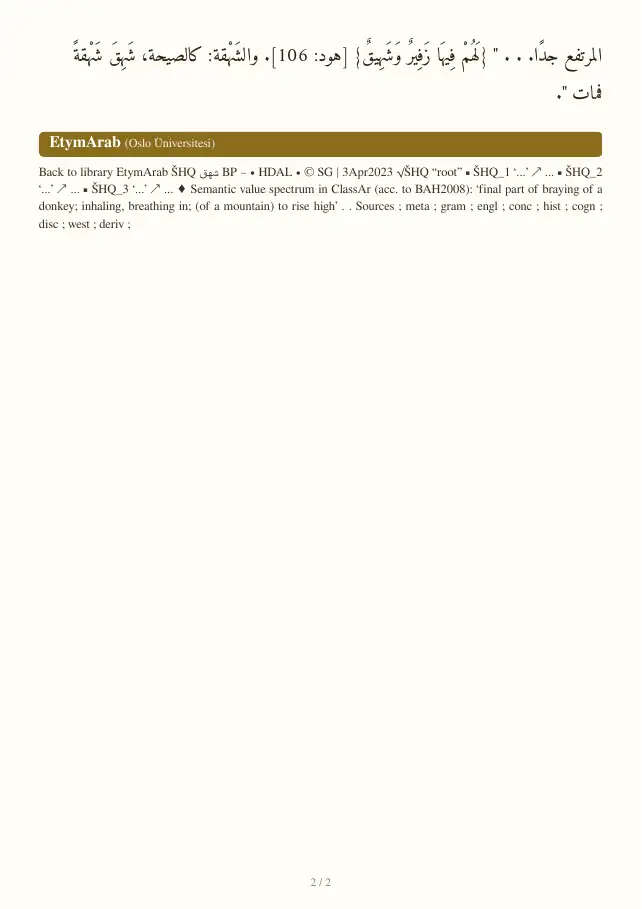 المرتفع جدًا. . . " {لَهُمْ فِيهَا زَفِيرٌ وَشَهِيقٌ} [هود: 106]. والشَهْقة: كالصيحة، شَهِقَ شَهْقةً
فمات ".
EtymArab (Oslo Üniversitesi)
Back to library EtymArab ŠHQ شهق BP – • HDAL • © SG | 3Apr2023 √ŠHQ “root” ▪ ŠHQ_1 ‘...’ ↗ ... ▪ ŠHQ_2
‘...’ ↗ ... ▪ ŠHQ_3 ‘...’ ↗ ... ♦ Semantic value spectrum in ClassAr (acc. to BAH2008): ‘final part of braying of a
donkey; inhaling, breathing in; (of a mountain) to rise high’ . . Sources ; meta ; gram ; engl ; conc ; hist ; cogn ;
disc ; west ; deriv ;
2 / 2